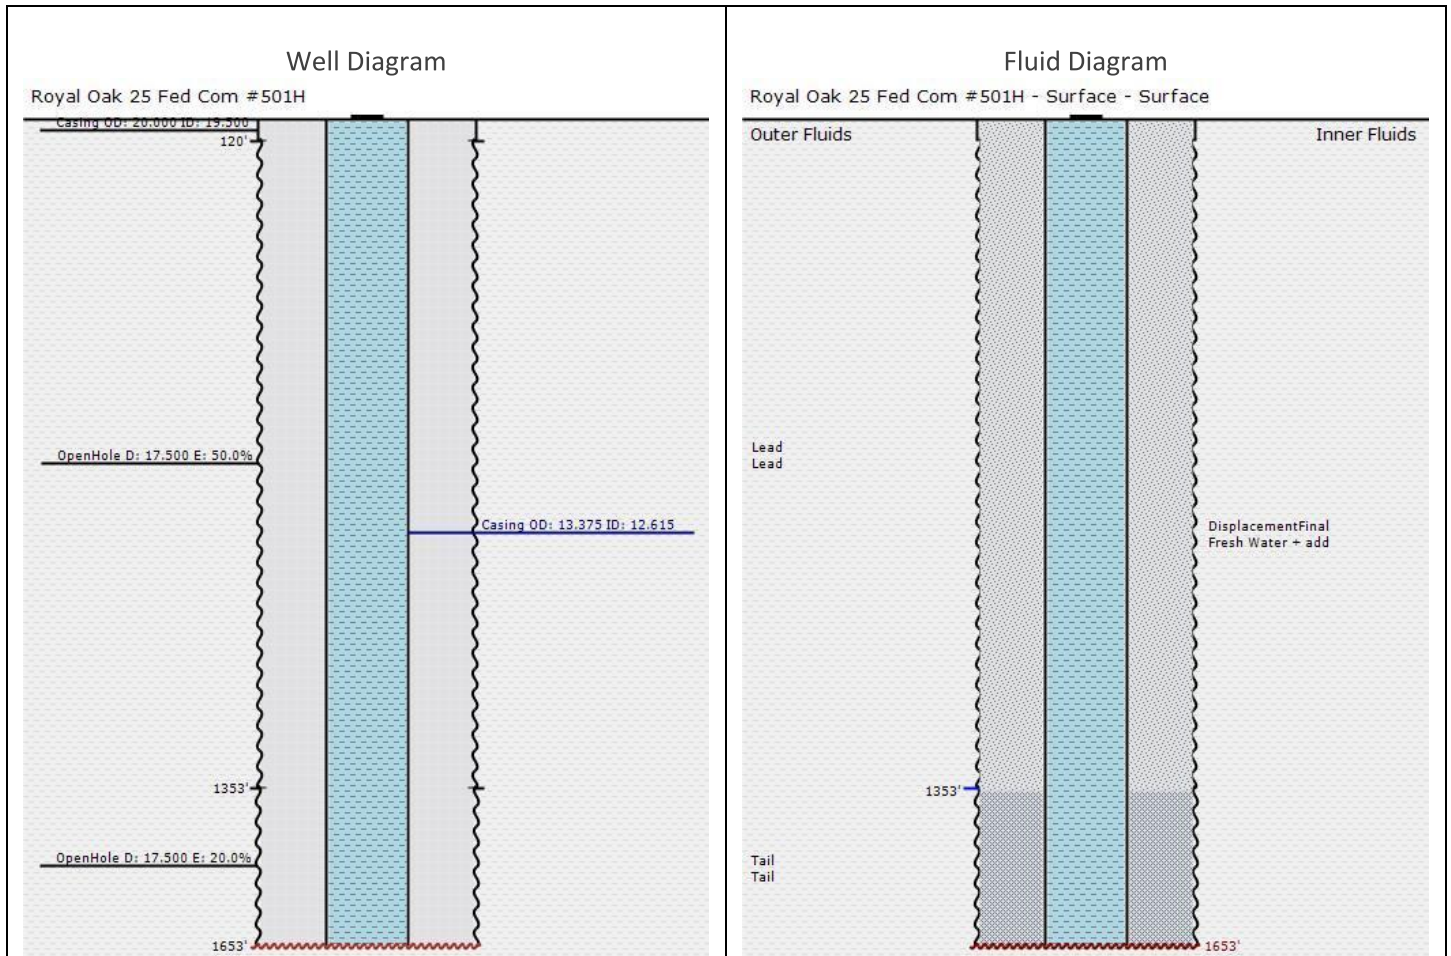 Well Diagram
Royal Oak 25 Fed Com #501H
Casing OD: 20.000 ID: 19.500
120'
OpenHole D: 17.500 E: 50.0%
Casing OD: 13.375 ID: 12.615
1353'
OpenHole D: 17.500 E: 20.0%
1653'
Fluid Diagram
Royal Oak 25 Fed Com #501H - Surface - Surface
Outer Fluids
Inner Fluids
Lead
Lead
DisplacementFinal
Fresh Water + add
1353'
Tail
Tail
1653'